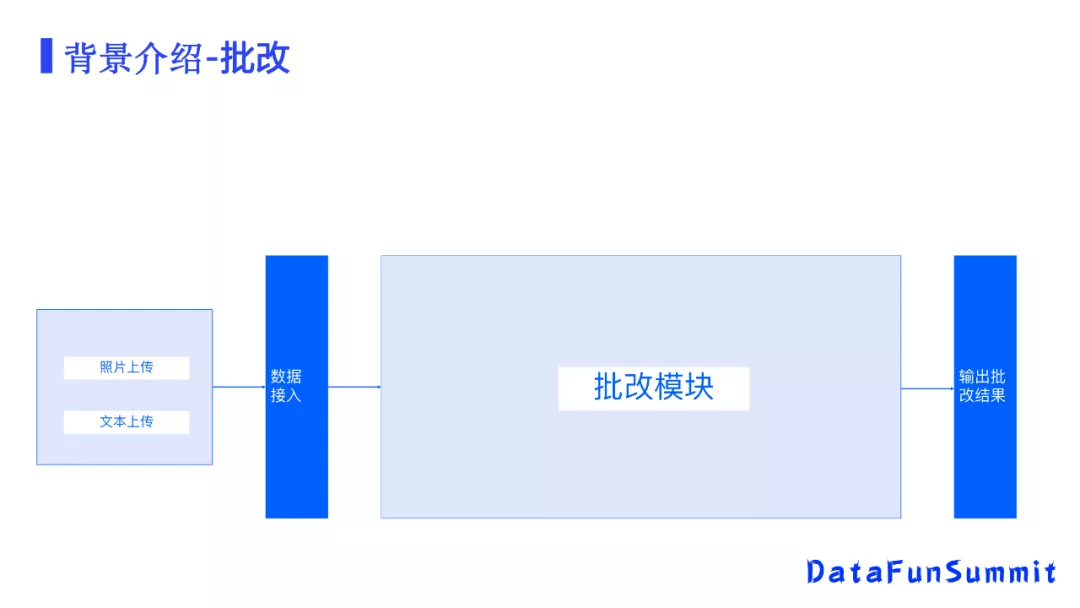 背景介绍-批改
照片上传
文本上传
数据
接入
批改模块
输出批
改结果
DataFunSummit